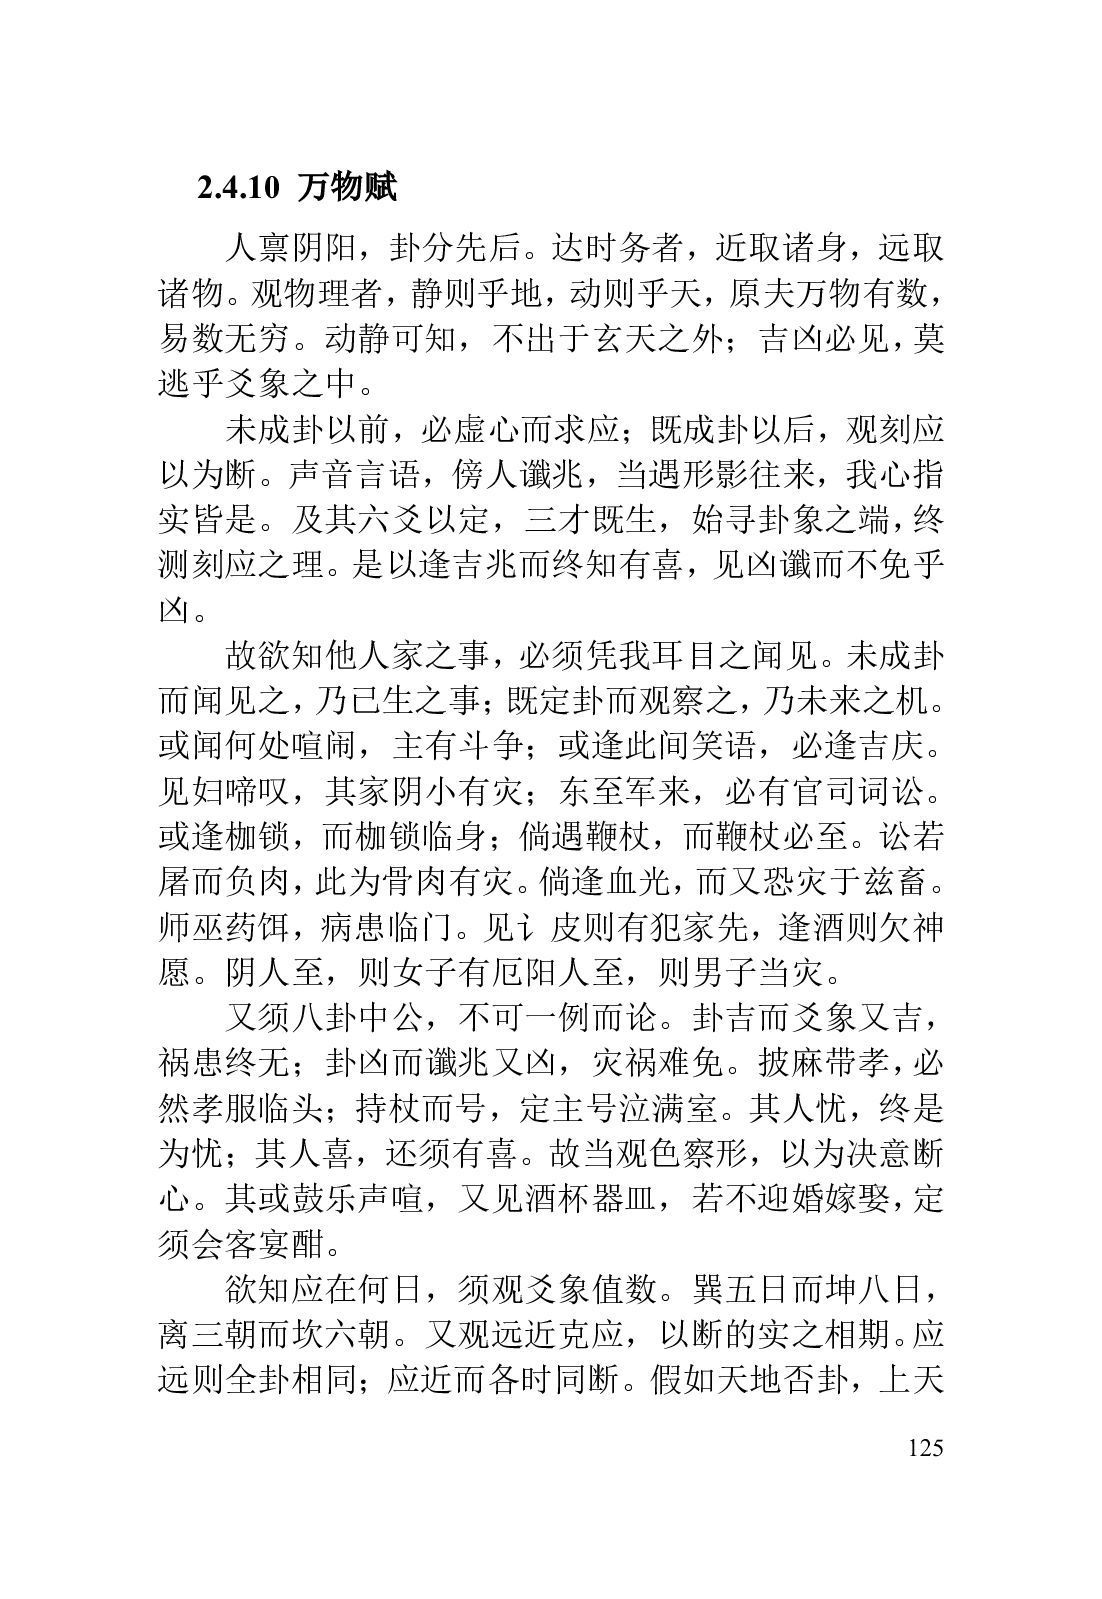 2.4.10 万物赋
人禀阴阳，卦分先后。达时务者，近取诸身，远取
诸物。观物理者，静则乎地，动则乎天，原夫万物有数，
易数无穷。动静可知，不出于玄天之外；吉凶必见，莫
逃乎爻象之中。
未成卦以前，必虚心而求应；既成卦以后，观刻应
以为断。声音言语，傍人谶兆，当遇形影往来，我心指
实皆是。及其六爻以定，三才既生，始寻卦象之端，终
测刻应之理。是以逢吉兆而终知有喜，见凶谶而不免乎
凶。
故欲知他人家之事，必须凭我耳目之闻见。未成卦
而闻见之，乃已生之事；既定卦而观察之，乃未来之机。
或闻何处喧闹，主有斗争；或逢此间笑语，必逢吉庆。
见妇啼叹，其家阴小有灾；东至军来，必有官司词讼。
或逢枷锁，而枷锁临身；倘遇鞭杖，而鞭杖必至。讼若
屠而负肉，此为骨肉有灾。倘逢血光，而又恐灾于兹畜。
师巫药饵，病患临门。见讠皮则有犯家先，逢酒则欠神
愿。阴人至，则女子有厄阳人至，则男子当灾。
又须八卦中公，不可一例而论。卦吉而爻象又吉，
祸患终无；卦凶而谶兆又凶，灾祸难免。披麻带孝，必
然孝服临头；持杖而号，定主号泣满室。其人忧，终是
为忧；其人喜，还须有喜。故当观色察形，以为决意断
心。其或鼓乐声喧，又见酒杯器皿，若不迎婚嫁娶，定
须会客宴酣。
欲知应在何日，须观爻象值数。巽五日而坤八日，
离三朝而坎六朝。又观远近克应，以断的实之相期。应
远则全卦相同；应近而各时同断。假如天地否卦，上天
125